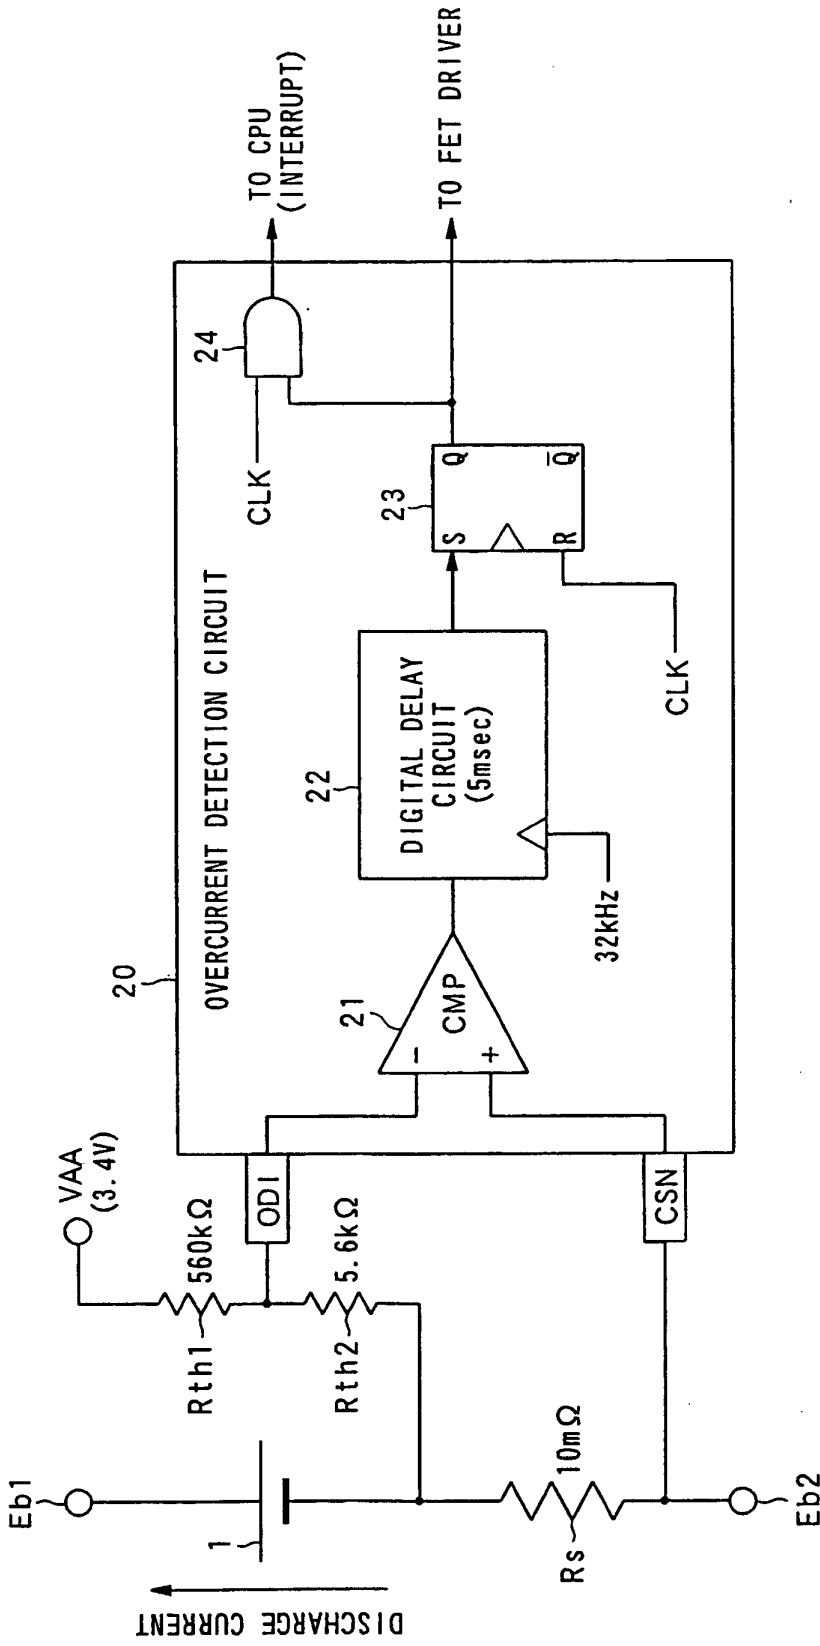 Eb1
DISCHARGE CURRENT
1
Rth1
560kΩ
VAA
(3.4V)
Rth2
5.6kΩ
Rs
10mΩ
Eb2
ODI
CSN
20
OVERCURRENT DETECTION CIRCUIT
21
CMP
−
+
22
DIGITAL DELAY
CIRCUIT
(5msec)
32kHz
23
S
Q
R
Q̅
CLK
CLK
24
TO CPU
(INTERRUPT)
TO FET DRIVER